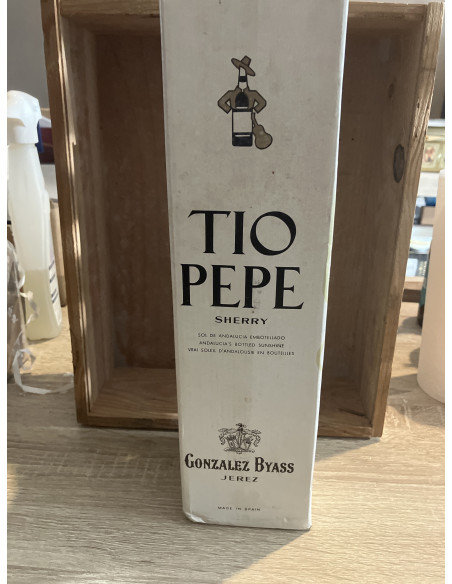 TIO
PEPE
SHERRY
SOL DE ANDALUCIA EMBOTELLADO
ANDALUCIA'S BOTTLED SUNSHINE
VRAI SOLEIL D'ANDALOUSIE EN BOUTEILLES
GONZALEZ BYASS
JEREZ
MADE IN SPAIN